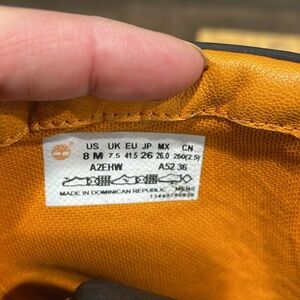 US UK EU JP MX CN
8 M 7.5 41.5 26 26.0 260(2.5)
A2EHW A52 36
MADE IN DOMINICAN REPUBLIC MENS